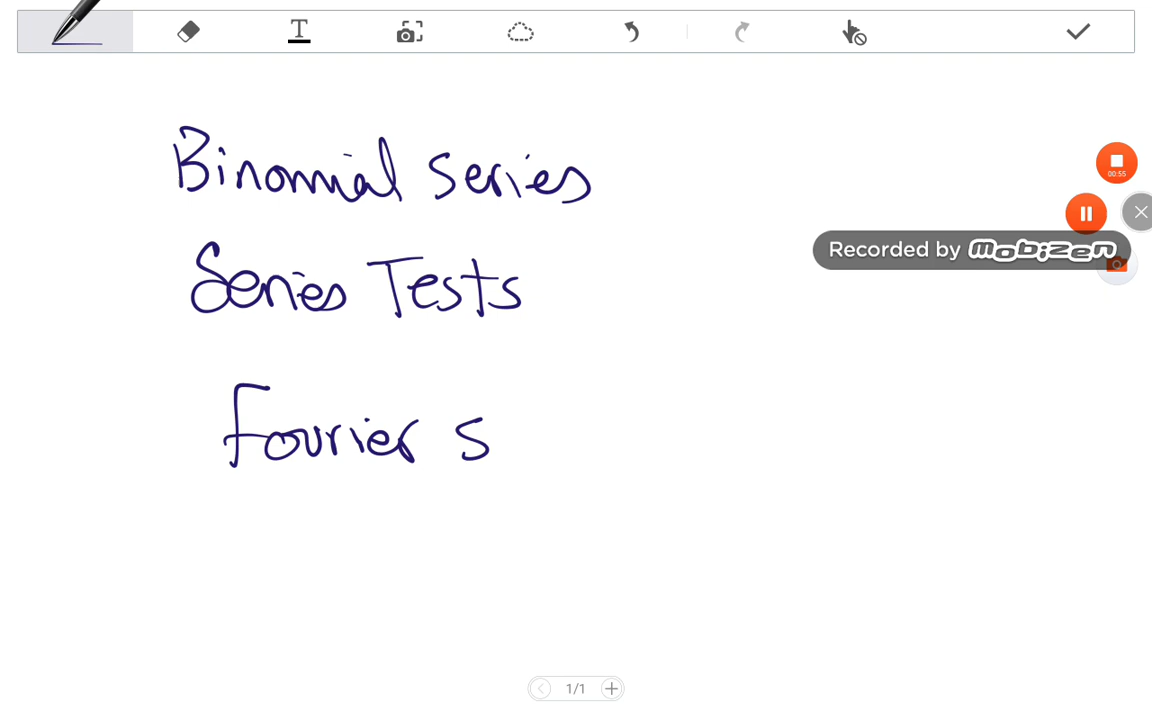 T
00:55
Binomial series
Recorded by mobizen
Series Tests
Fourier s
1/1